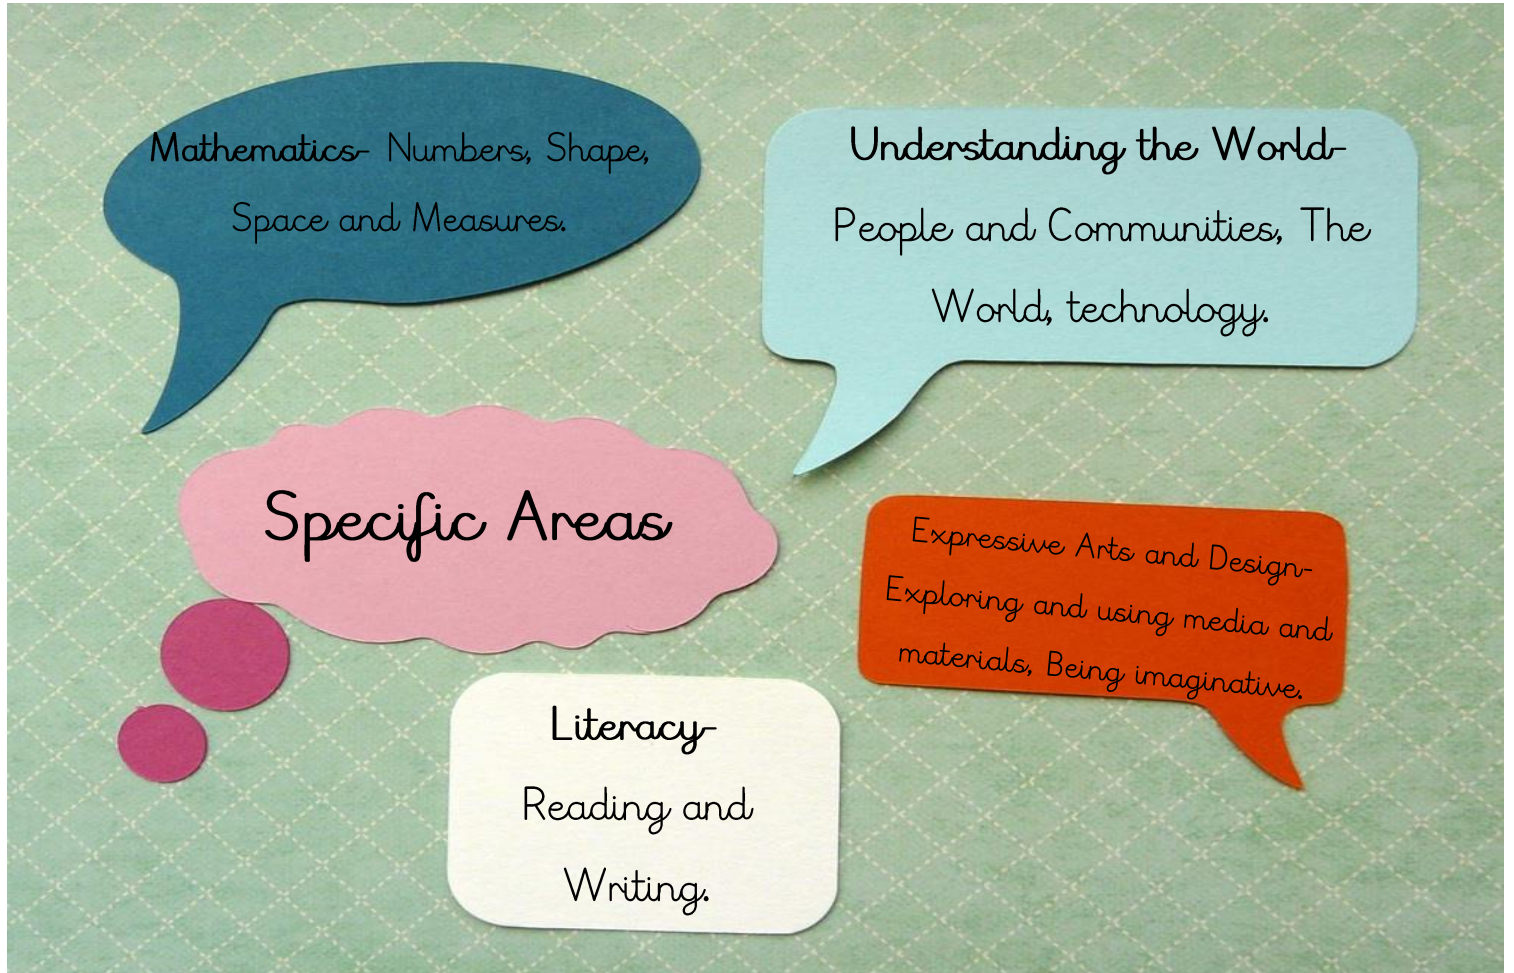 Mathematics- Numbers, Shape,
Space and Measures.
Understanding the World-
People and Communities, The
World, technology.
Specific Areas
Expressive Arts and Design-
Exploring and using media and
materials, Being imaginative.
Literacy-
Reading and
Writing.